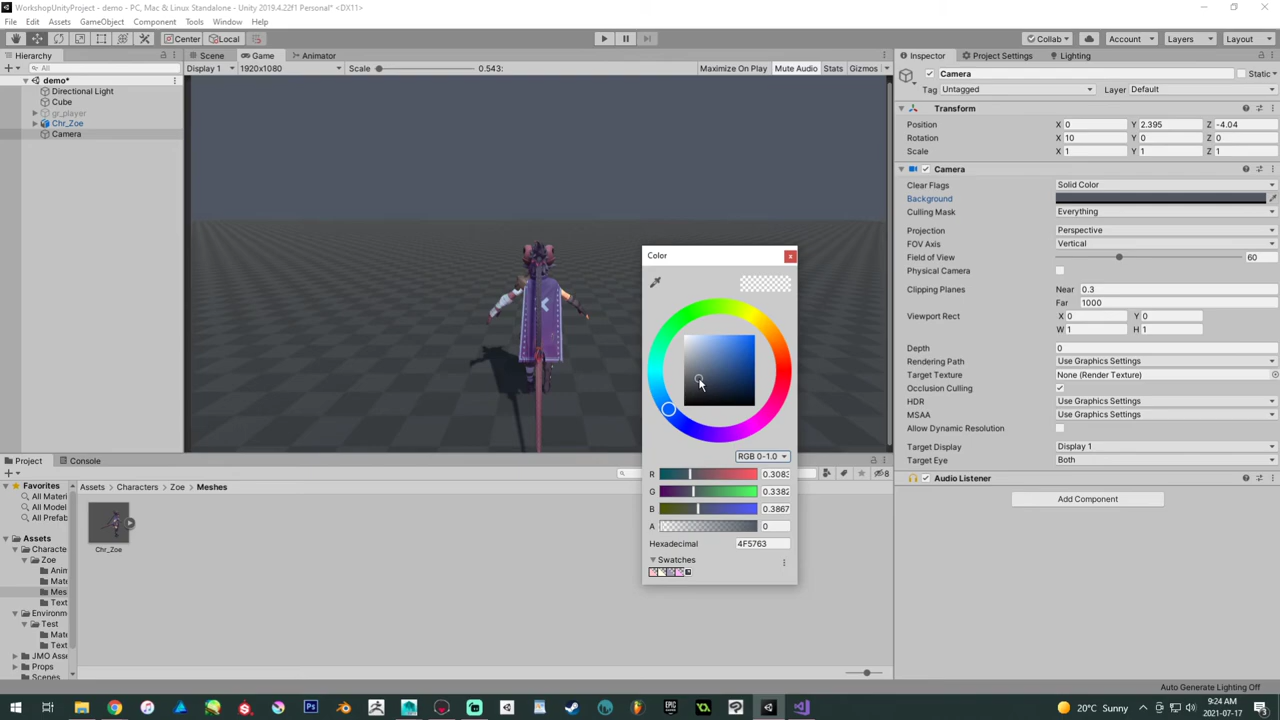 WorkshopUnityProject - demo - PC, Mac & Linux Standalone - Unity 2019.4.22f1 Personal* <DX11>
File Edit Assets GameObject Component Tools Window Help
Center Local Collab Account Layers Layout
Hierarchy Scene Game Animator Inspector Project Settings Lighting
All Display 1 1920x1080 Scale 0.543: Maximize On Play Mute Audio Stats Gizmos Camera Static
demo*
Directional Light
Cube
gr_player
Chr_Zoe
Camera
Tag Untagged Layer Default
Transform
Position X 0 Y 2.395 Z -4.04
Rotation X 10 Y 0 Z 0
Scale X 1 Y 1 Z 1
Camera
Clear Flags Solid Color
Background
Culling Mask Everything
Projection Perspective
FOV Axis Vertical
Field of View 60
Physical Camera
Clipping Planes Near 0.3
Far 1000
Viewport Rect X 0 Y 0
W 1 H 1
Depth 0
Rendering Path Use Graphics Settings
Target Texture None (Render Texture)
Occlusion Culling
HDR Use Graphics Settings
MSAA Use Graphics Settings
Allow Dynamic Resolution
Target Display Display 1
Target Eye Both
Audio Listener
Add Component
Color
RGB 0-1.0
R 0.3083
G 0.3382
B 0.3867
A 0
Hexadecimal 4F5763
Swatches
Project Console
8
Favorites
All Materi
All Model
All Prefab
Assets
Characte
Zoe
Ani
Mat
Mes
Text
Environm
Test
Mate
Text
JMO Asse
Props
Scenes
Assets Characters Zoe Meshes
Chr_Zoe
Auto Generate Lighting Off
20°C Sunny
9:24 AM
2021-07-17